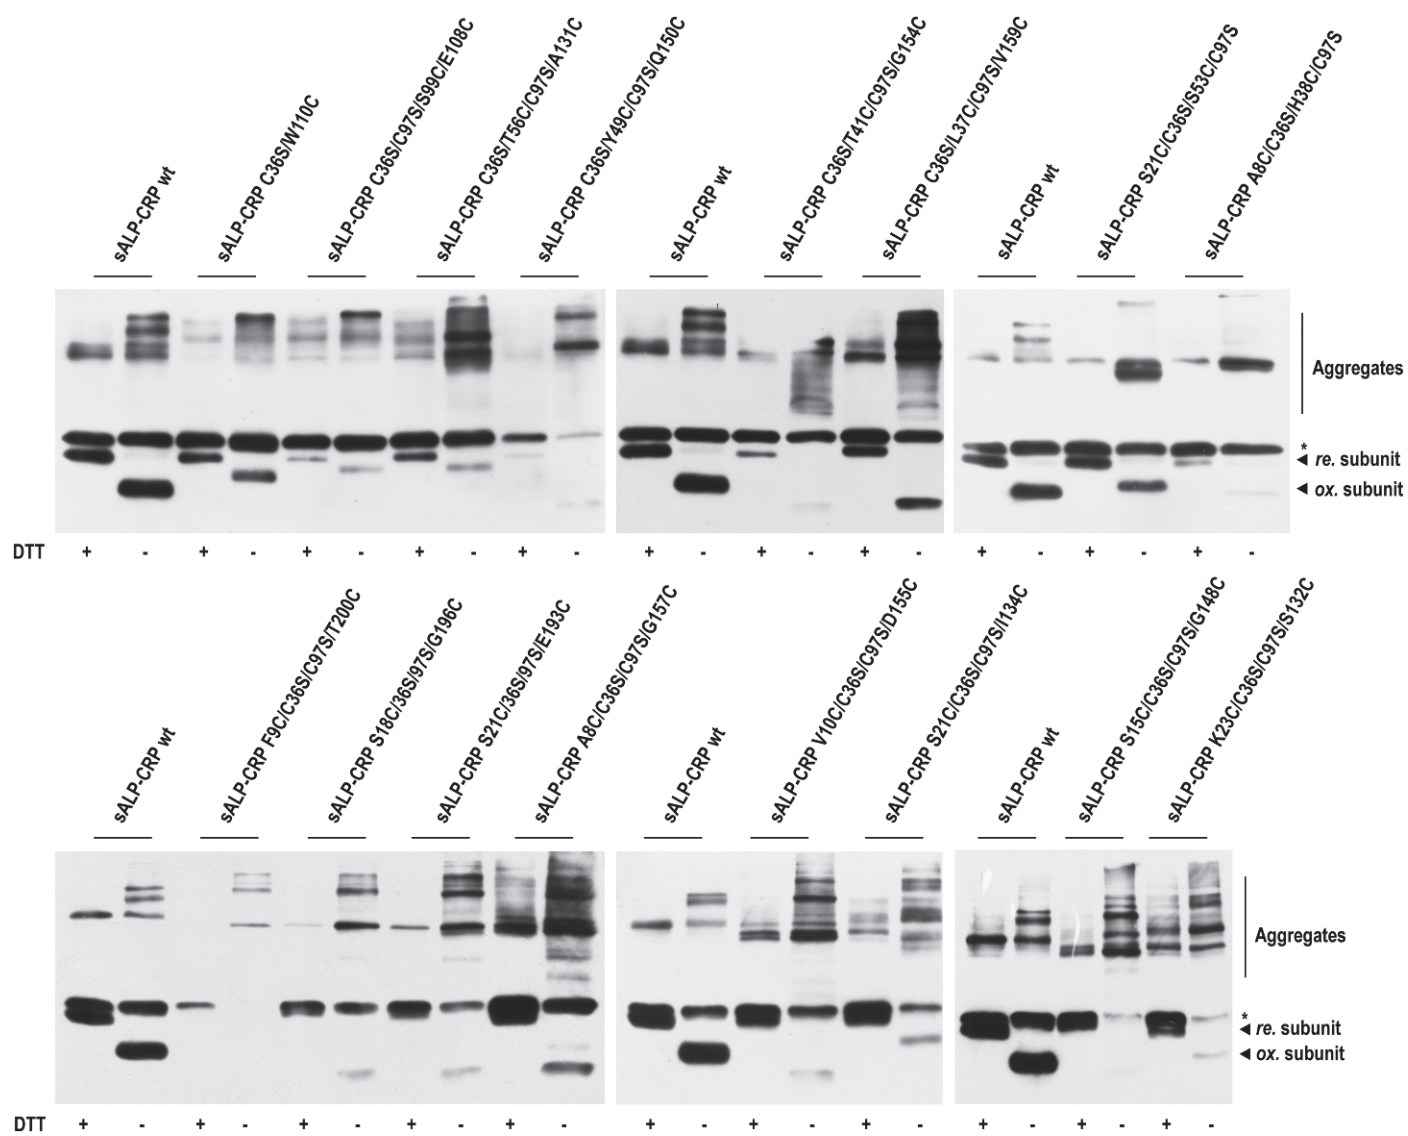 sALP-CRP wt
sALP-CRP C36S/W110C
sALP-CRP C36S/C97S/S99C/E108C
sALP-CRP C36S/T56C/C97S/A131C
sALP-CRP C36S/Y49C/C97S/Q150C
sALP-CRP wt
sALP-CRP C36S/T41C/C97S/G154C
sALP-CRP C36S/L37C/C97S/V159C
sALP-CRP wt
sALP-CRP S21C/C36S/S53C/C97S
sALP-CRP A8C/C36S/H38C/C97S
Aggregates
*
◄ re. subunit
◄ ox. subunit
DTT + - + - + - + - + - + - + - + - + - + - + -
sALP-CRP wt
sALP-CRP F9C/C36S/C97S/T200C
sALP-CRP S18C/36S/97S/G196C
sALP-CRP S21C/36S/97S/E193C
sALP-CRP A8C/C36S/C97S/G157C
sALP-CRP wt
sALP-CRP V10C/C36S/C97S/D155C
sALP-CRP S21C/C36S/C97S/I134C
sALP-CRP wt
sALP-CRP S15C/C36S/C97S/G148C
sALP-CRP K23C/C36S/C97S/S132C
Aggregates
*
◄ re. subunit
◄ ox. subunit
DTT + - + - + - + - + - + - + - + - + - + - + -